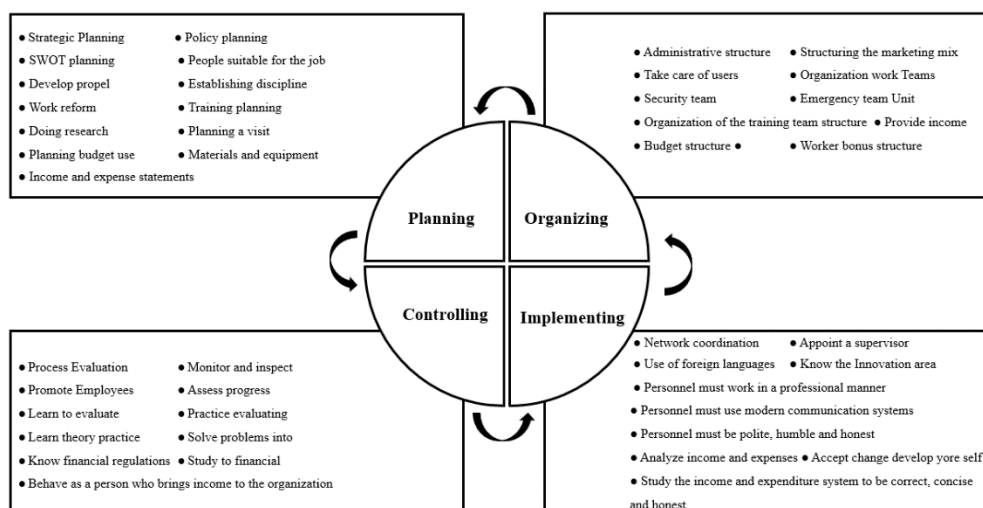 ● Strategic Planning ● Policy planning
● SWOT planning ● People suitable for the job
● Develop propel ● Establishing discipline
● Work reform ● Training planning
● Doing research ● Planning a visit
● Planning budget use ● Materials and equipment
● Income and expense statements
● Administrative structure ● Structuring the marketing mix
● Take care of users ● Organization work Teams
● Security team ● Emergency team Unit
● Organization of the training team structure ● Provide income
● Budget structure ● ● Worker bonus structure
Planning
Organizing
Controlling
Implementing
● Process Evaluation ● Monitor and inspect
● Promote Employees ● Assess progress
● Learn to evaluate ● Practice evaluating
● Learn theory practice ● Solve problems into
● Know financial regulations ● Study to financial
● Behave as a person who brings income to the organization
● Network coordination ● Appoint a supervisor
● Use of foreign languages ● Know the Innovation area
● Personnel must work in a professional manner
● Personnel must use modern communication systems
● Personnel must be polite, humble and honest
● Analyze income and expenses ● Accept change develop yore self
● Study the income and expenditure system to be correct, concise
and honest